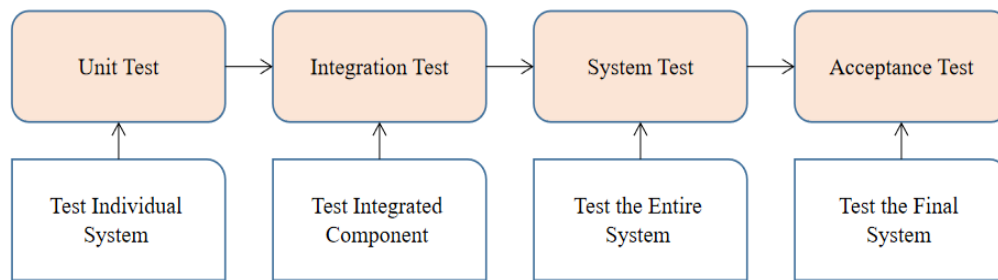 Unit Test
Integration Test
System Test
Acceptance Test
Test Individual
System
Test Integrated
Component
Test the Entire
System
Test the Final
System